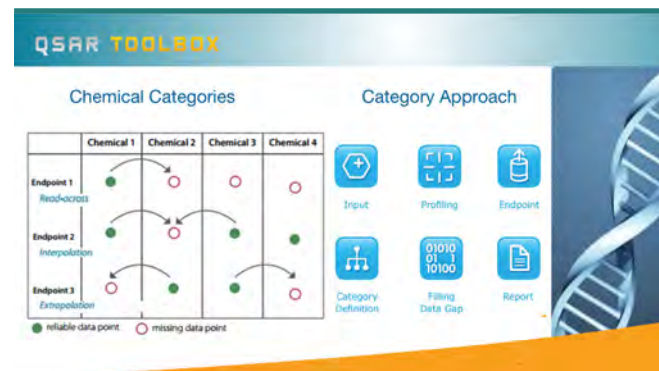 QSAR TOOLBOX
Chemical Categories
Category Approach
Chemical 1 Chemical 2 Chemical 3 Chemical 4
Endpoint 1
Read-across
Endpoint 2
Interpolation
Endpoint 3
Extrapolation
reliable data point missing data point
Input Profiling Endpoint
01010
01 1
10100
Category
Definition
Filling
Data Gap
Report